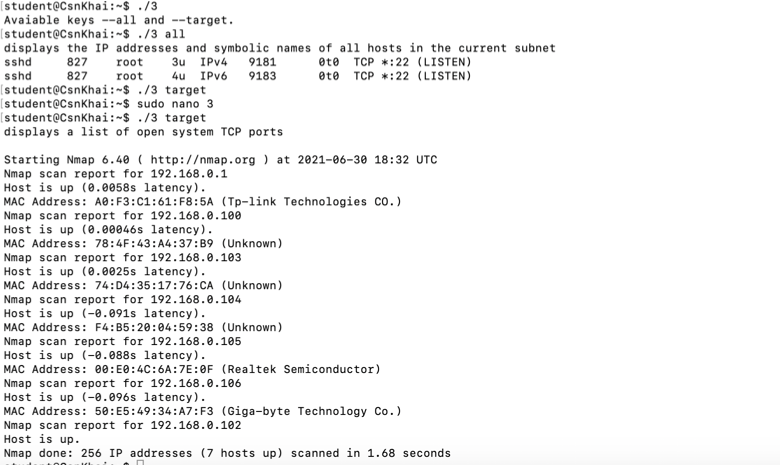 [student@CsnKhai:~$ ./3
Avaiable keys --all and --target.
[student@CsnKhai:~$ ./3 all
displays the IP addresses and symbolic names of all hosts in the current subnet
sshd 827 root 3u IPv4 9181 0t0 TCP *:22 (LISTEN)
sshd 827 root 4u IPv6 9183 0t0 TCP *:22 (LISTEN)
[student@CsnKhai:~$ ./3 target
[student@CsnKhai:~$ sudo nano 3
[student@CsnKhai:~$ ./3 target
displays a list of open system TCP ports
Starting Nmap 6.40 ( http://nmap.org ) at 2021-06-30 18:32 UTC
Nmap scan report for 192.168.0.1
Host is up (0.0058s latency).
MAC Address: A0:F3:C1:61:F8:5A (Tp-link Technologies CO.)
Nmap scan report for 192.168.0.100
Host is up (0.00046s latency).
MAC Address: 78:4F:43:A4:37:B9 (Unknown)
Nmap scan report for 192.168.0.103
Host is up (0.0025s latency).
MAC Address: 74:D4:35:17:76:CA (Unknown)
Nmap scan report for 192.168.0.104
Host is up (-0.091s latency).
MAC Address: F4:B5:20:04:59:38 (Unknown)
Nmap scan report for 192.168.0.105
Host is up (-0.088s latency).
MAC Address: 00:E0:4C:6A:7E:0F (Realtek Semiconductor)
Nmap scan report for 192.168.0.106
Host is up (-0.096s latency).
MAC Address: 50:E5:49:34:A7:F3 (Giga-byte Technology Co.)
Nmap scan report for 192.168.0.102
Host is up.
Nmap done: 256 IP addresses (7 hosts up) scanned in 1.68 seconds
student@CsnKhai:~$